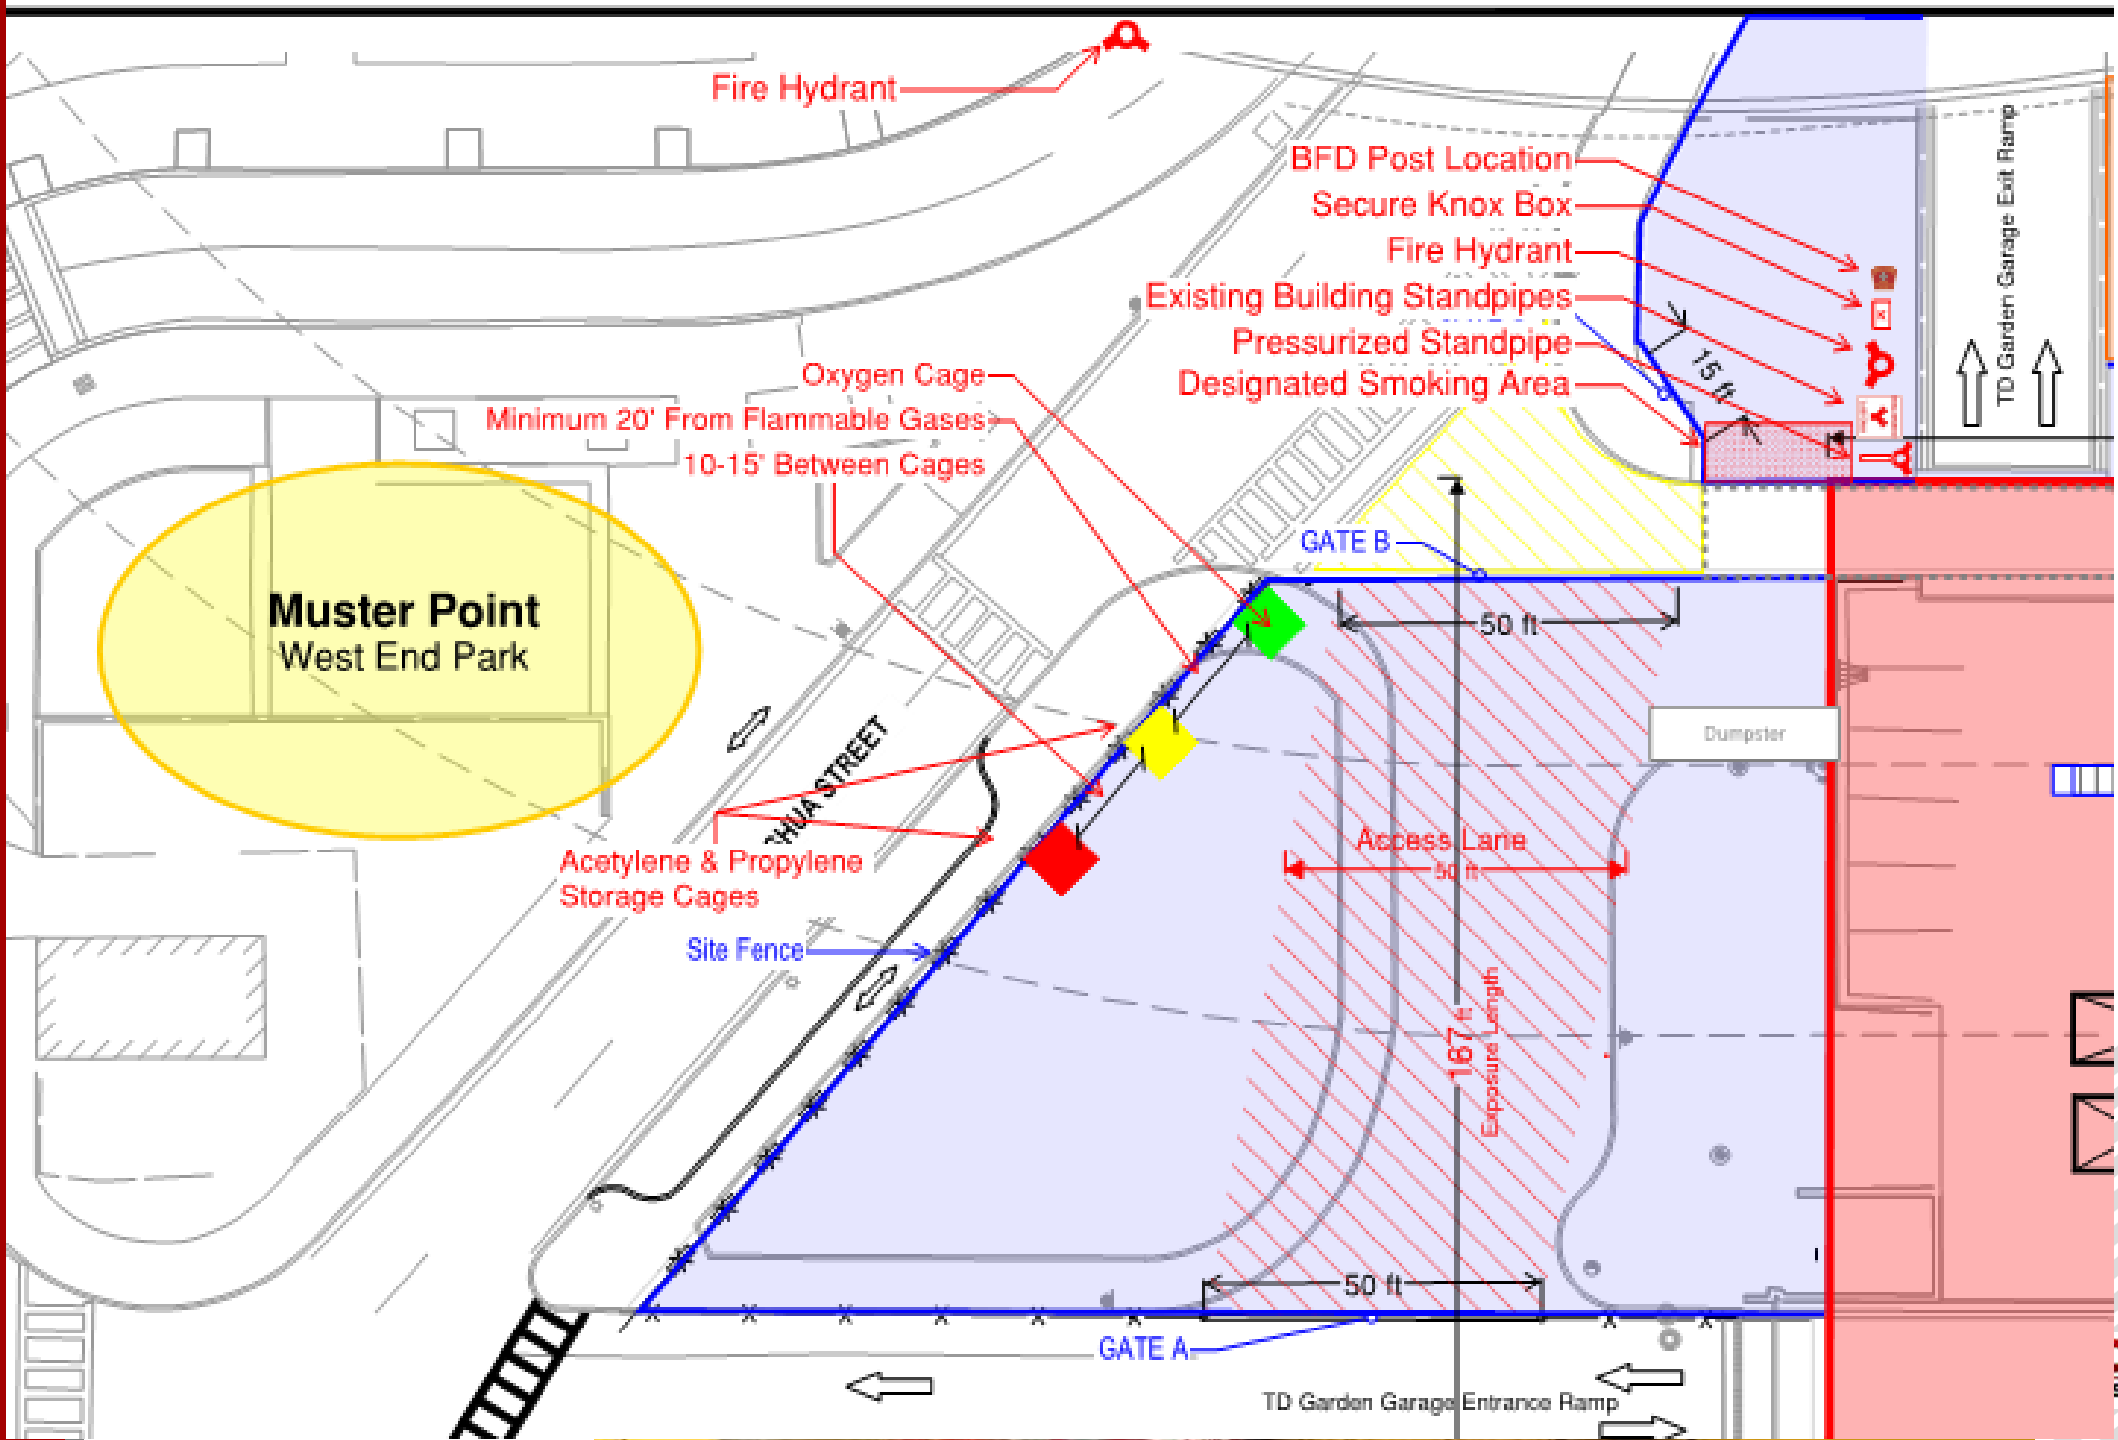 Fire Hydrant
BFD Post Location
Secure Knox Box
Fire Hydrant
Existing Building Standpipes
Pressurized Standpipe
Designated Smoking Area
15 ft
TD Garden Garage Exit Ramp
Oxygen Cage
Minimum 20' From Flammable Gases
10-15' Between Cages
GATE B
50 ft
Muster Point
West End Park
Dumpster
CHUA STREET
Access Lane
50 ft
Acetylene & Propylene
Storage Cages
Site Fence
167 ft
Exposure Length
50 ft
GATE A
TD Garden Garage Entrance Ramp